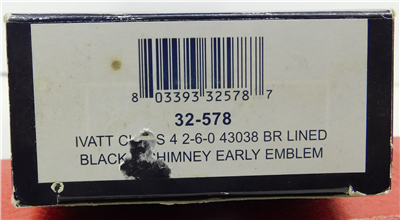 8 03393 32578 7
32-578
IVATT 4 2-6-0 43038 BR LINED
BLACK CHIMNEY EARLY EMBLEM